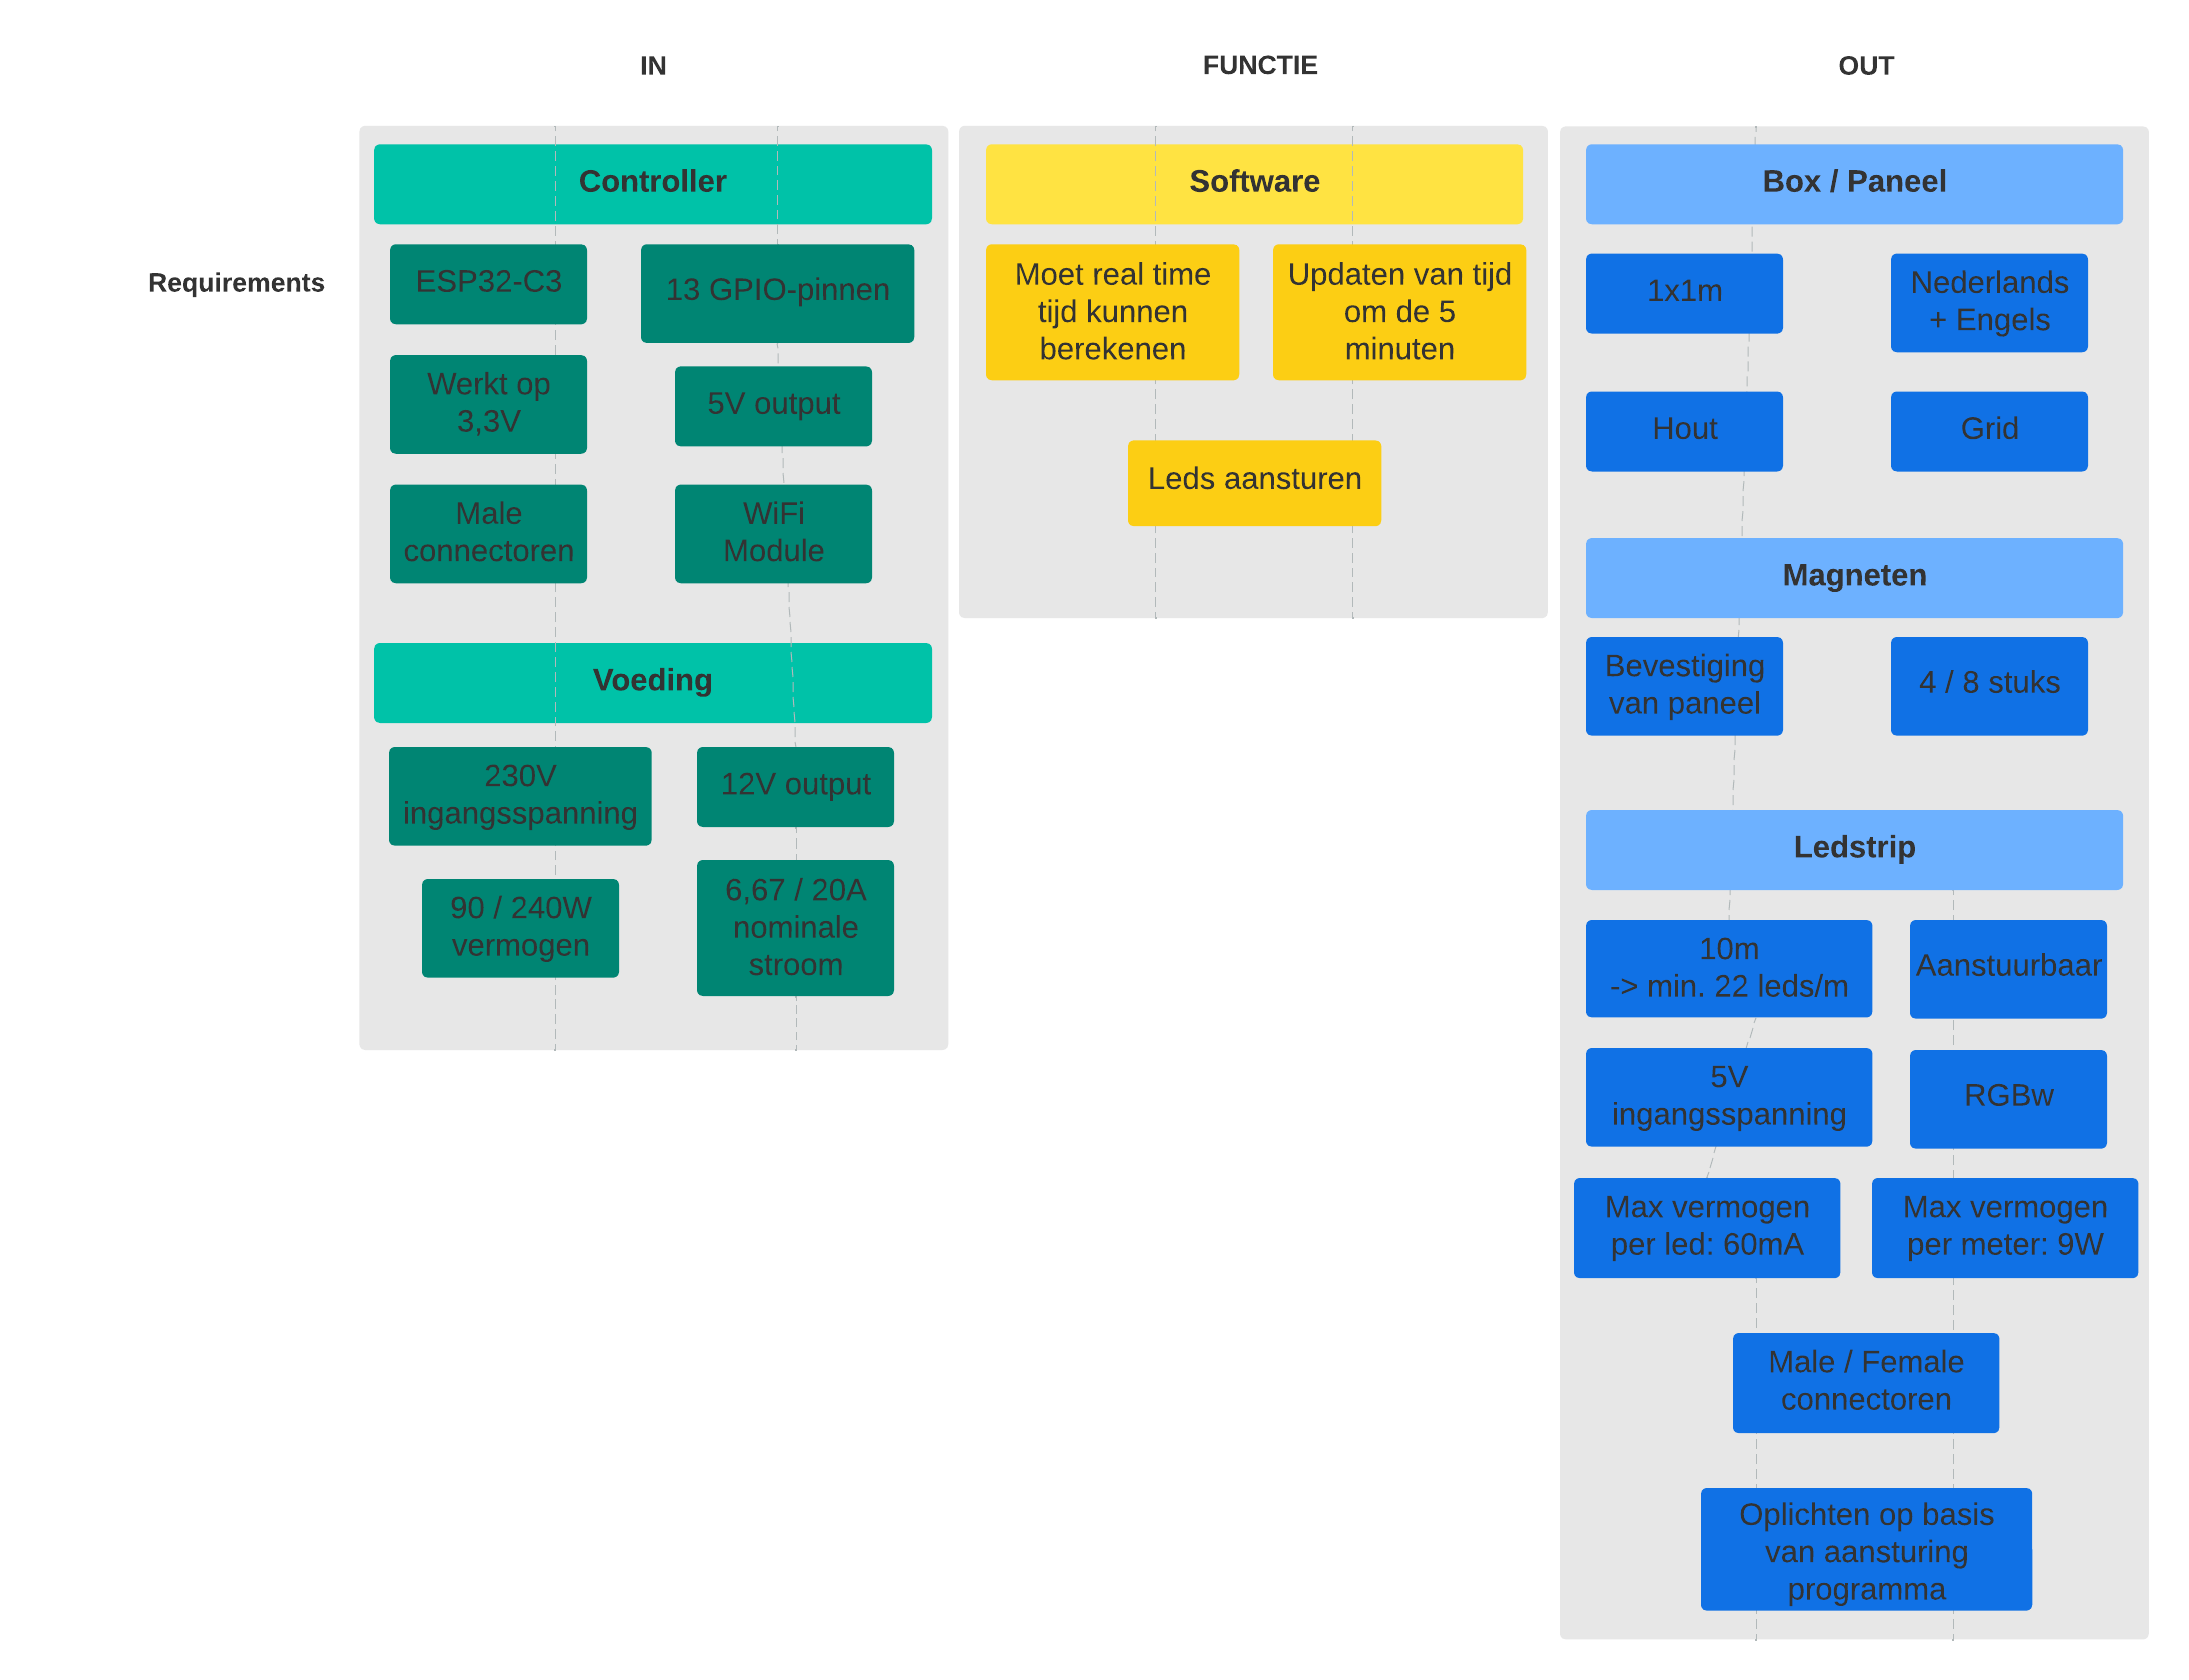 IN
FUNCTIE
OUT
Requirements
Controller
ESP32-C3
13 GPIO-pinnen
Werkt op
3,3V
5V output
Male
connectoren
WiFi
Module
Voeding
230V
ingangsspanning
12V output
90 / 240W
vermogen
6,67 / 20A
nominale
stroom
Software
Moet real time
tijd kunnen
berekenen
Updaten van tijd
om de 5
minuten
Leds aansturen
Box / Paneel
1x1m
Nederlands
+ Engels
Hout
Grid
Magneten
Bevestiging
van paneel
4 / 8 stuks
Ledstrip
10m
-> min. 22 leds/m
Aanstuurbaar
5V
ingangsspanning
RGBw
Max vermogen
per led: 60mA
Max vermogen
per meter: 9W
Male / Female
connectoren
Oplichten op basis
van aansturing
programma